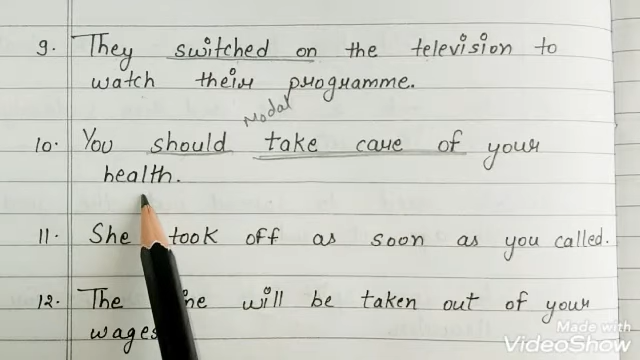 9. They switched on the television to
watch their programme.
Modal
10. You should take care of your
health.
11. She took off as soon as you called.
12. The will be taken out of your
wages
Made with
VideoShow